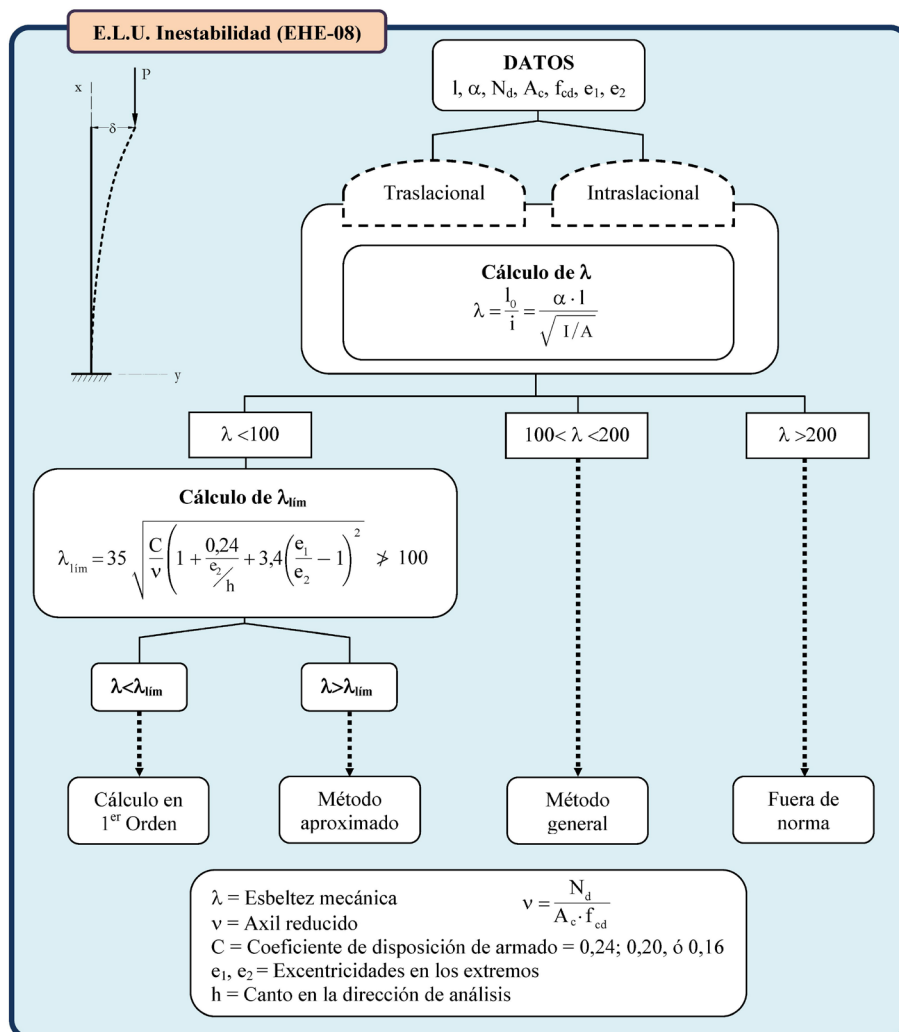 E.L.U. Inestabilidad (EHE-08)
x
P
δ
y
DATOS
l, α, N_d, A_c, f_cd, e_1, e_2
Traslacional
Intraslacional
Cálculo de λ
λ = l_0/i = α · l / √(I/A)
λ <100
100< λ <200
λ >200
Cálculo de λ_lím
λ_lím = 35 √(C/ν (1 + 0,24/(e_2/h) + 3,4 (e_1/e_2 − 1)²)) ≯ 100
λ<λ_lím
λ>λ_lím
Cálculo en
1^er Orden
Método
aproximado
Método
general
Fuera de
norma
λ = Esbeltez mecánica
ν = N_d / (A_c · f_cd)
ν = Axil reducido
C = Coeficiente de disposición de armado = 0,24; 0,20, ó 0,16
e_1, e_2 = Excentricidades en los extremos
h = Canto en la dirección de análisis